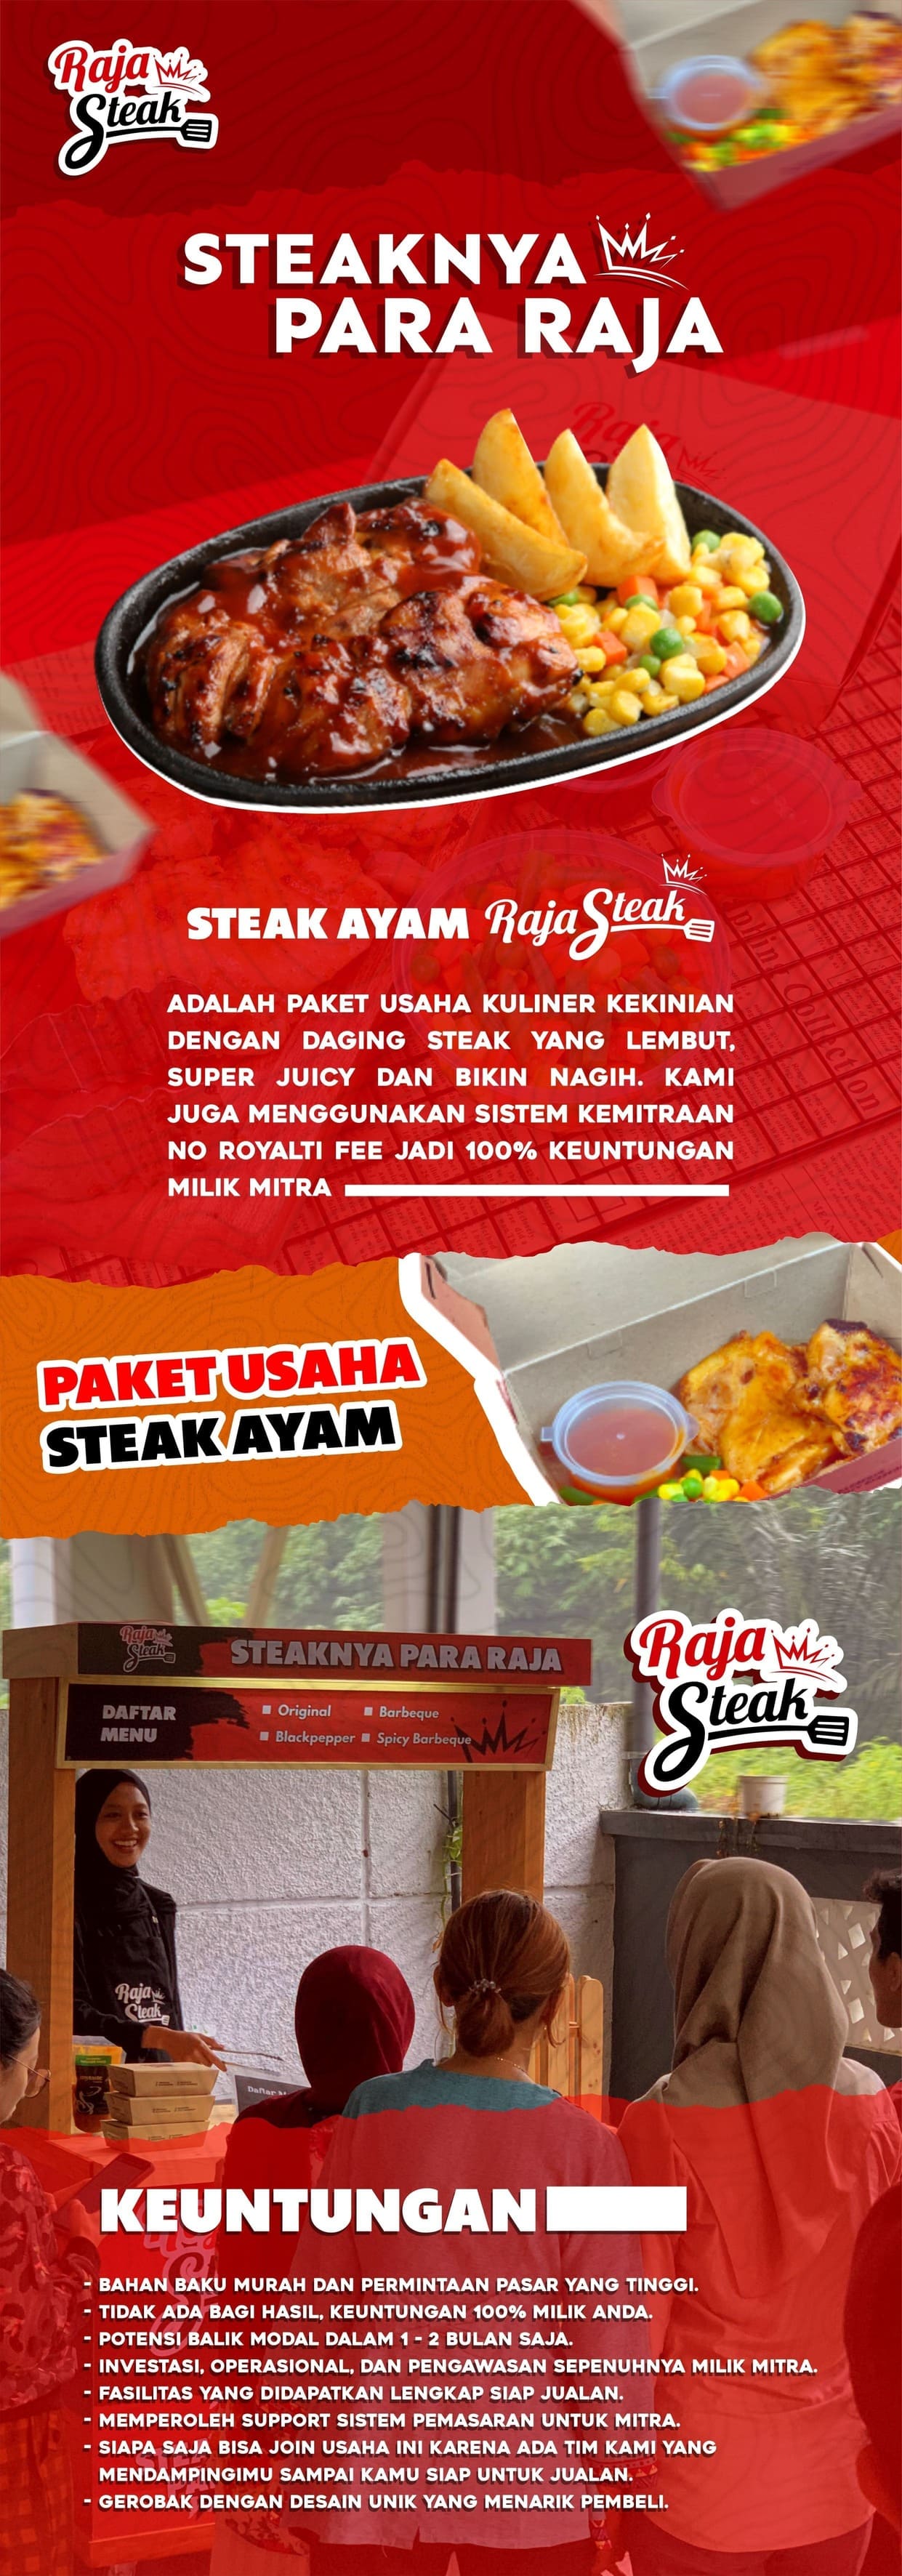 Raja
Steak
STEAKNYA
PARA RAJA
STEAK AYAM Raja Steak
ADALAH PAKET USAHA KULINER KEKINIAN
DENGAN DAGING STEAK YANG LEMBUT,
SUPER JUICY DAN BIKIN NAGIH. KAMI
JUGA MENGGUNAKAN SISTEM KEMITRAAN
NO ROYALTI FEE JADI 100% KEUNTUNGAN
MILIK MITRA
PAKET USAHA
STEAK AYAM
Raja
Steak
STEAKNYA PARA RAJA
DAFTAR
MENU
Original
Barbeque
Blackpepper
Spicy Barbeque
Raja
Steak
Raja
Steak
KEUNTUNGAN
- BAHAN BAKU MURAH DAN PERMINTAAN PASAR YANG TINGGI.
- TIDAK ADA BAGI HASIL, KEUNTUNGAN 100% MILIK ANDA.
- POTENSI BALIK MODAL DALAM 1 - 2 BULAN SAJA.
- INVESTASI, OPERASIONAL, DAN PENGAWASAN SEPENUHNYA MILIK MITRA.
- FASILITAS YANG DIDAPATKAN LENGKAP SIAP JUALAN.
- MEMPEROLEH SUPPORT SISTEM PEMASARAN UNTUK MITRA.
- SIAPA SAJA BISA JOIN USAHA INI KARENA ADA TIM KAMI YANG
MENDAMPINGIMU SAMPAI KAMU SIAP UNTUK JUALAN.
- GEROBAK DENGAN DESAIN UNIK YANG MENARIK PEMBELI.